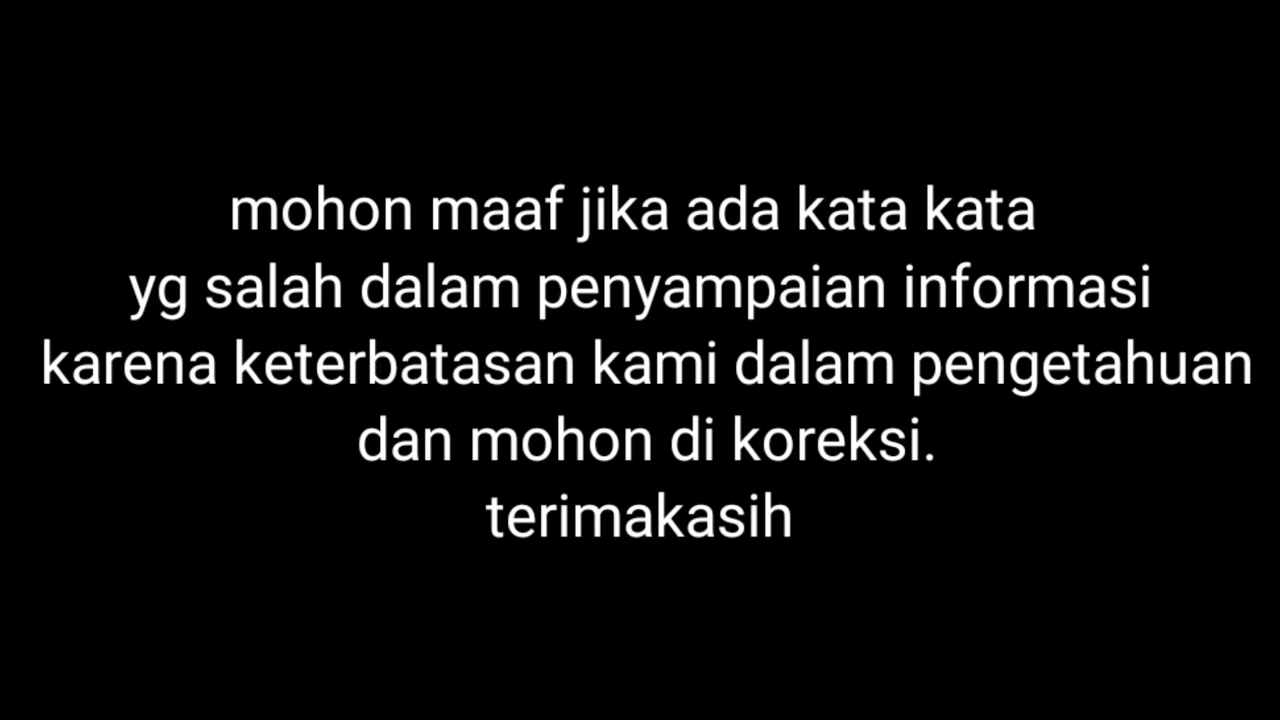 mohon maaf jika ada kata kata
yg salah dalam penyampaian informasi
karena keterbatasan kami dalam pengetahuan
dan mohon di koreksi.
terimakasih